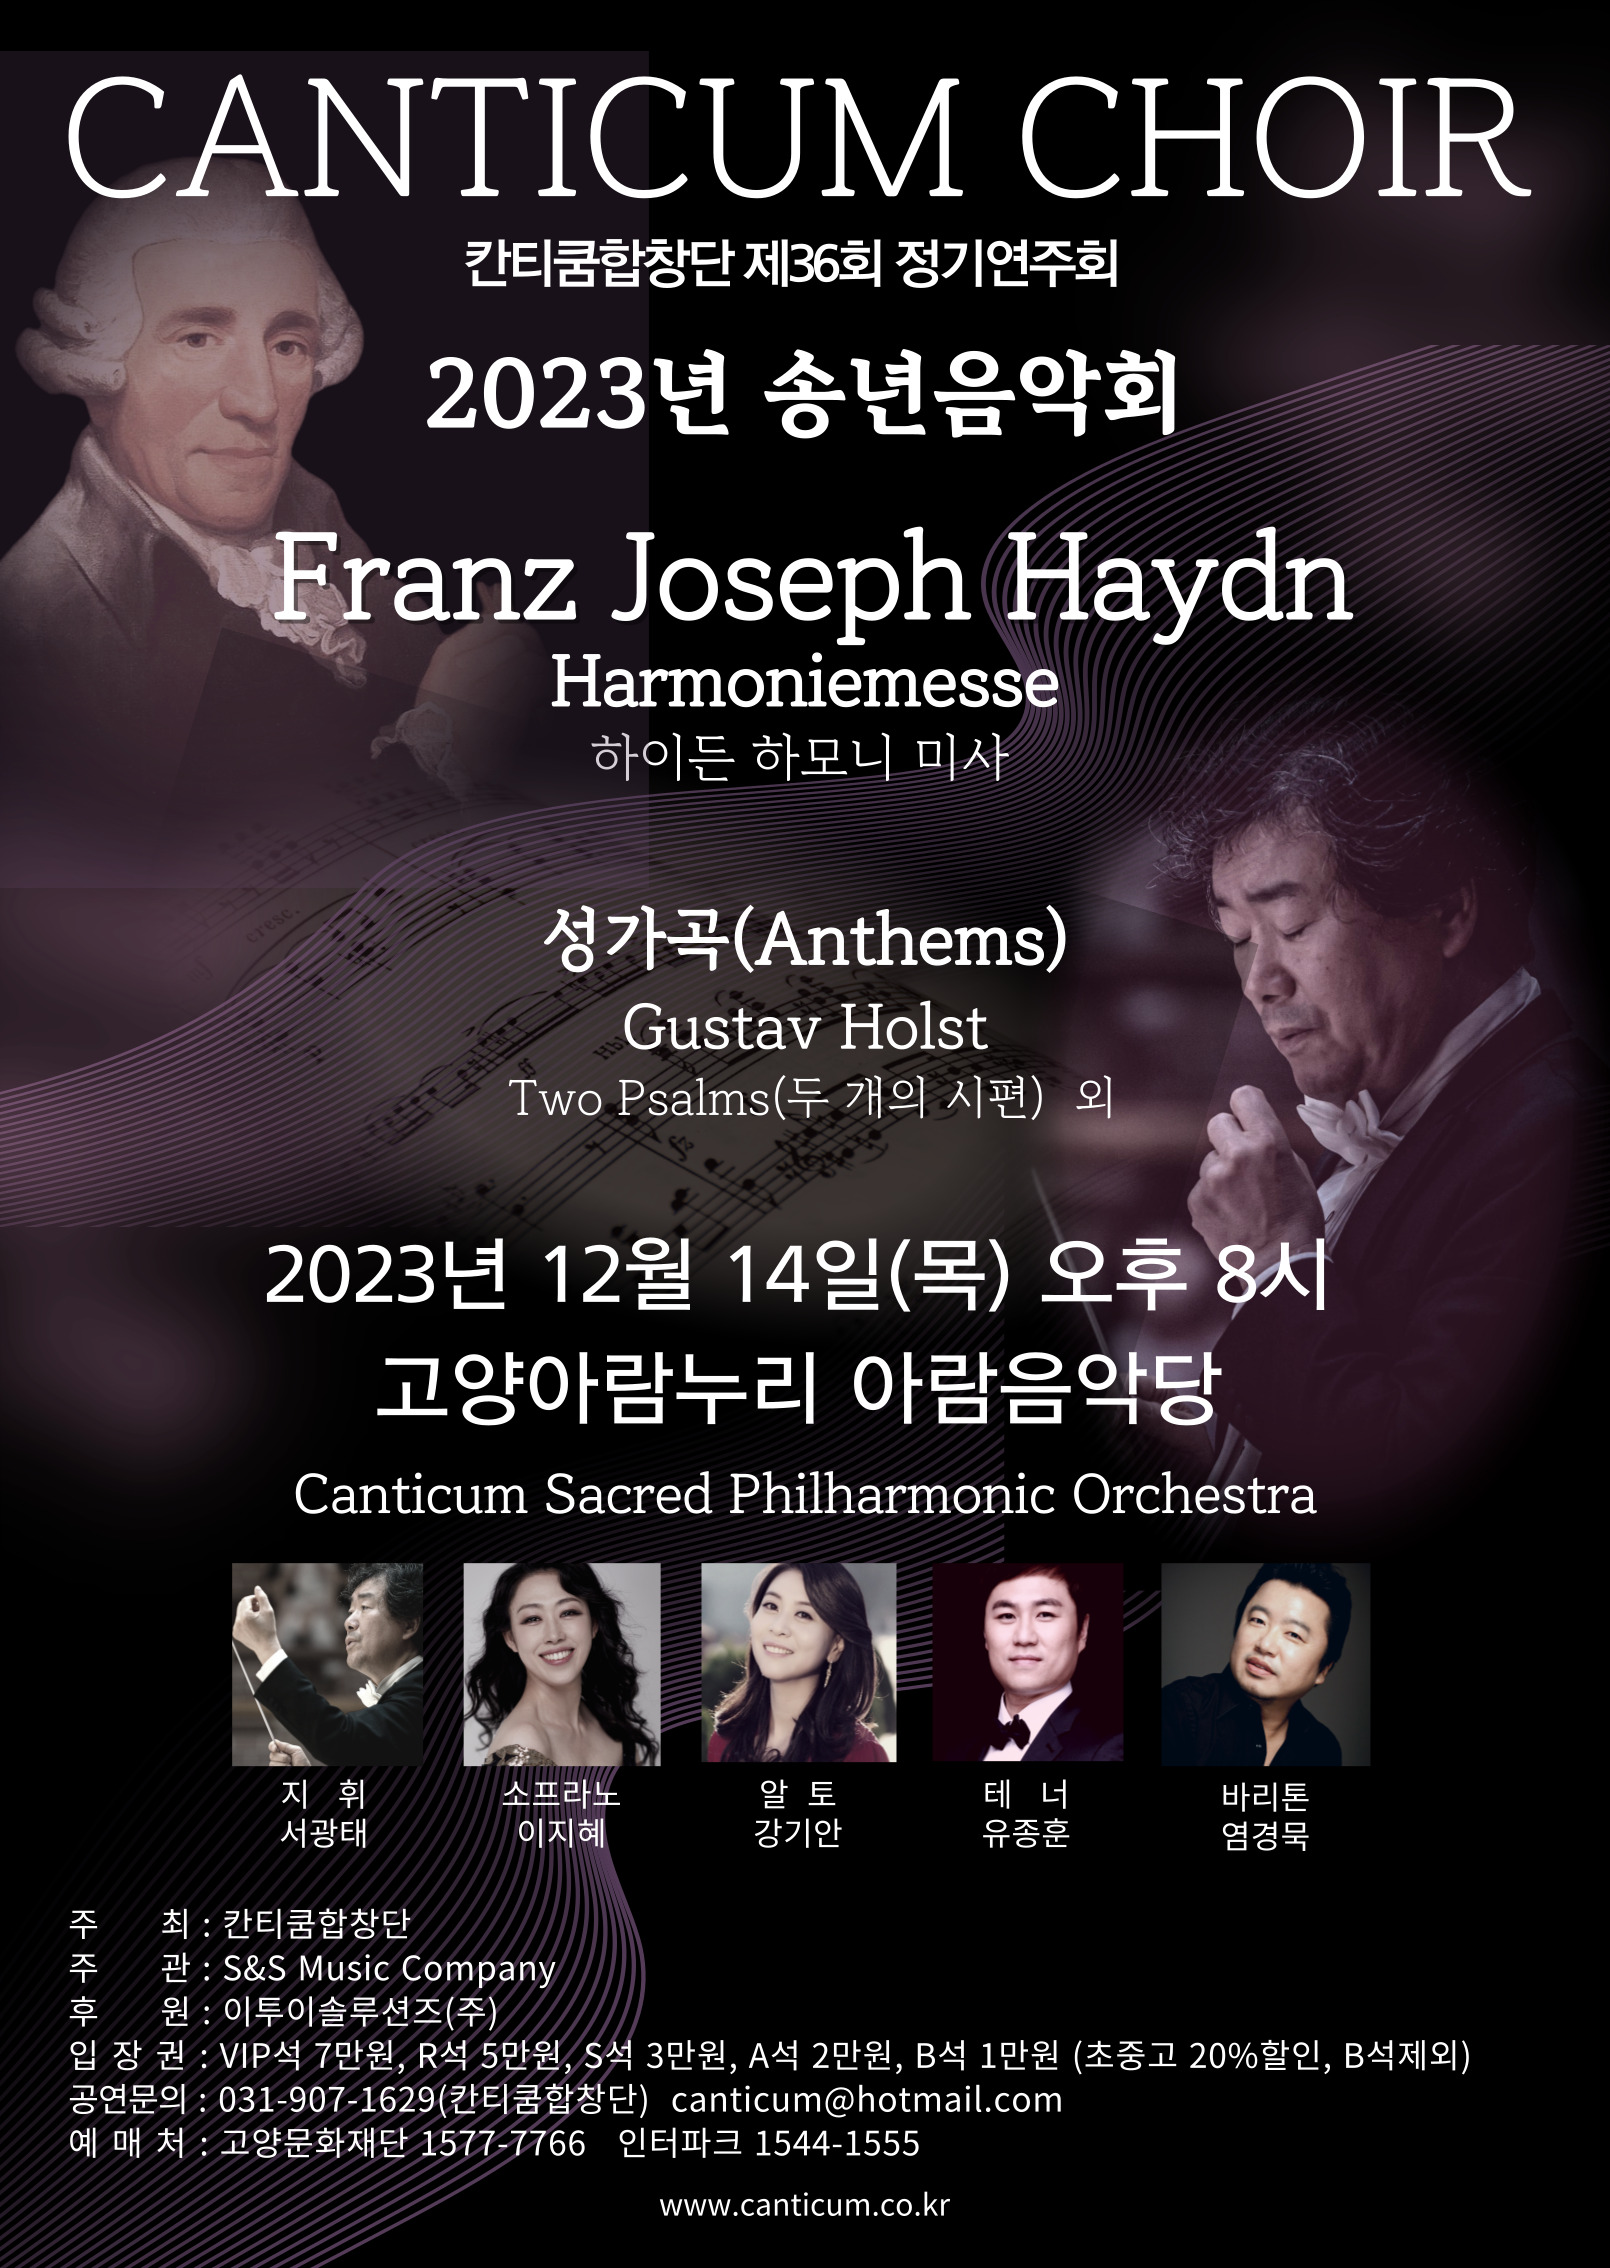 CANTICUM CHOIR
칸티쿰합창단 제36회 정기연주회
2023년 송년음악회
Franz Joseph Haydn
Harmoniemesse
하이든 하모니 미사
cresc.
성가곡(Anthems)
Gustav Holst
Two Psalms(두 개의 시편) 외
2023년 12월 14일(목) 오후 8시
고양아람누리 아람음악당
Canticum Sacred Philharmonic Orchestra
지 휘
서광태
소프라노
이지혜
알 토
강기안
테 너
유종훈
바리톤
염경묵
주 최 : 칸티쿰합창단
주 관 : S&S Music Company
후 원 : 이투이솔루션즈(주)
입 장 권 : VIP석 7만원, R석 5만원, S석 3만원, A석 2만원, B석 1만원 (초중고 20%할인, B석제외)
공연문의 : 031-907-1629(칸티쿰합창단) canticum@hotmail.com
예 매 처 : 고양문화재단 1577-7766 인터파크 1544-1555
www.canticum.co.kr